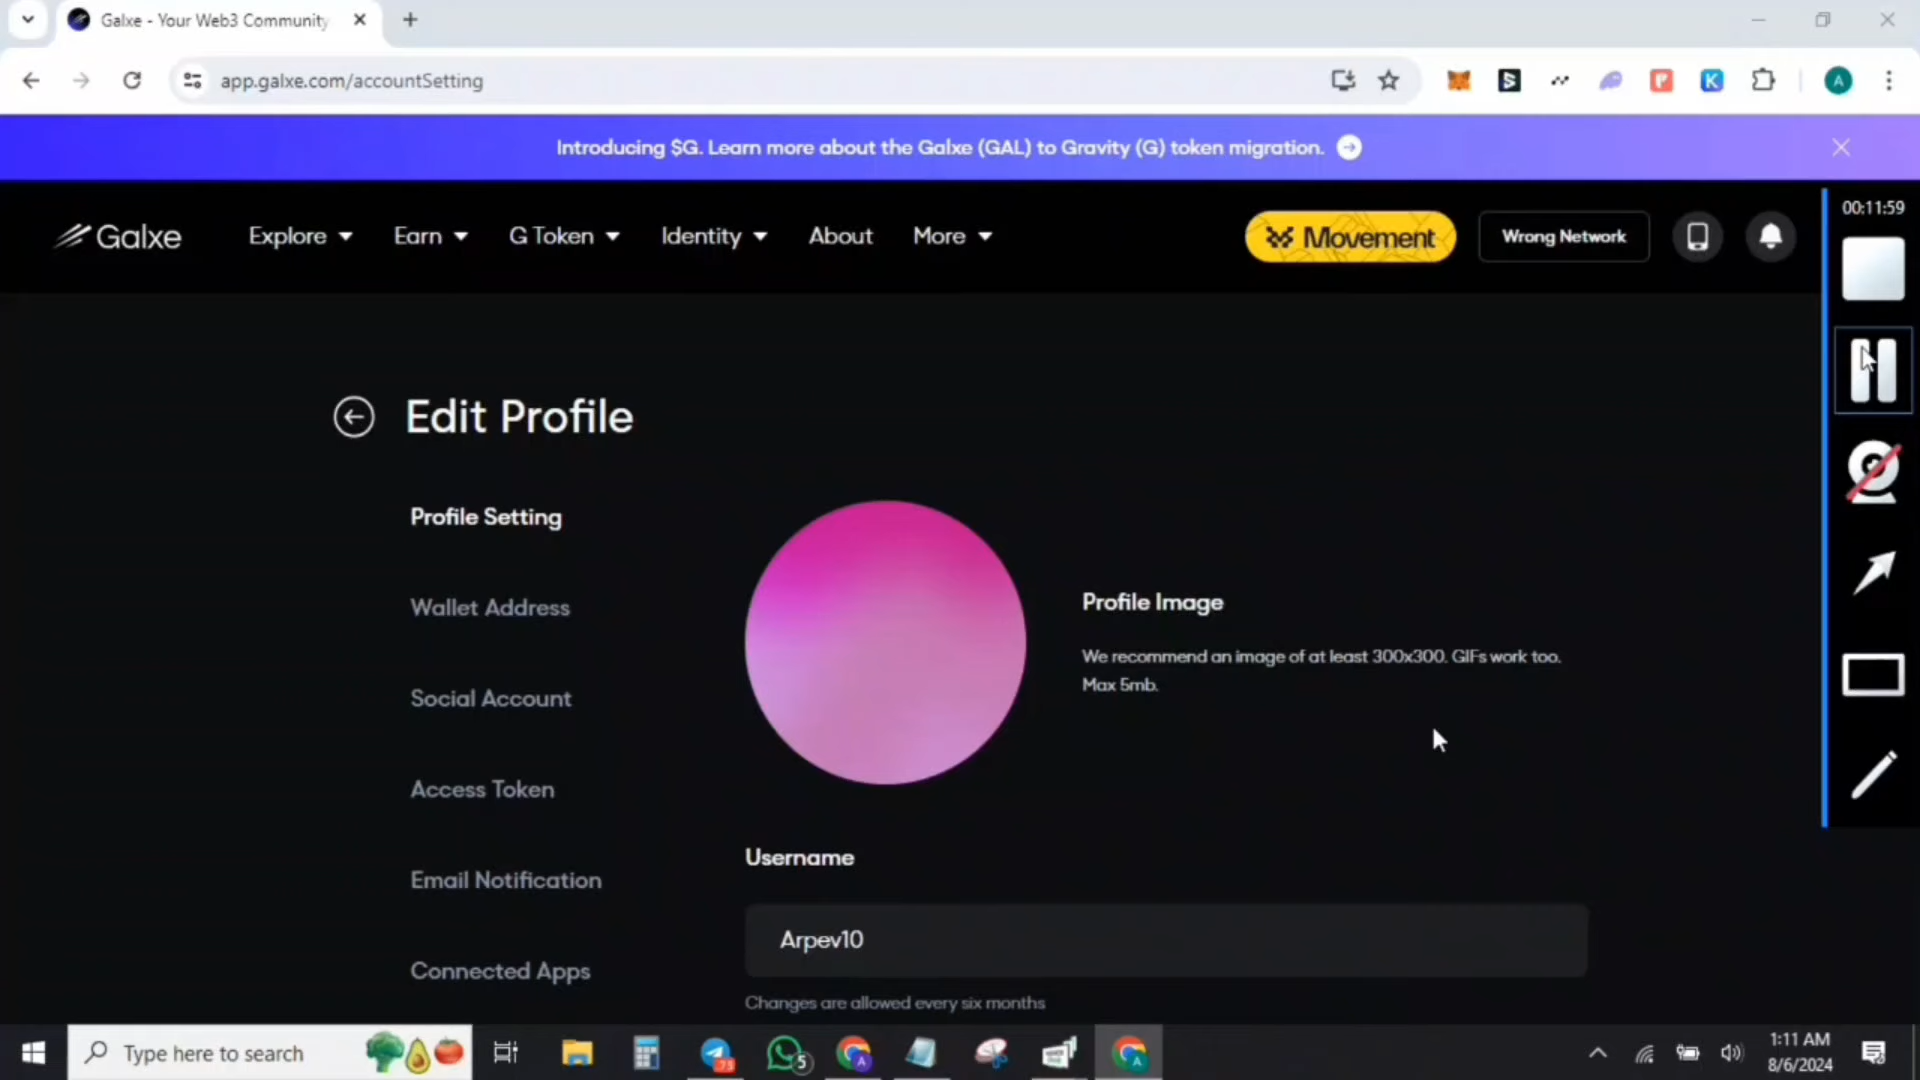 Galxe - Your Web3 Community
app.galxe.com/accountSetting
A
Introducing $G. Learn more about the Galxe (GAL) to Gravity (G) token migration.
Galxe
Explore
Earn
G Token
Identity
About
More
Movement
Wrong Network
00:11:59
Edit Profile
Profile Setting
Wallet Address
Social Account
Access Token
Email Notification
Connected Apps
Profile Image
We recommend an image of at least 300x300. GIFs work too.
Max 5mb.
Username
Arpev10
Changes are allowed every six months
Type here to search
5
A
A
1:11 AM
8/6/2024